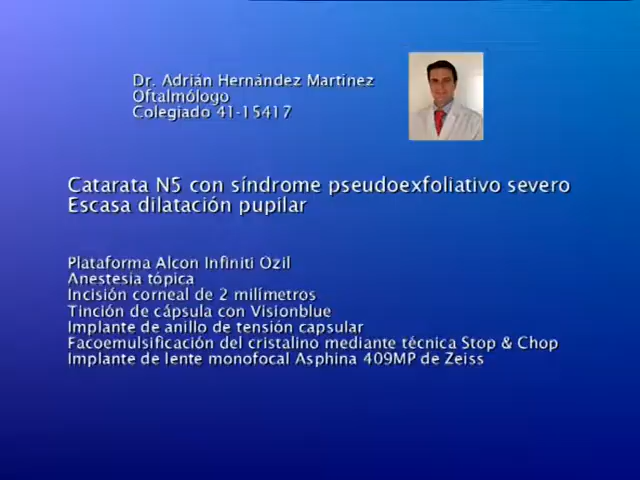 Dr. Adrián Hernández Martínez
Oftalmólogo
Colegiado 41-15417
Catarata N5 con síndrome pseudoexfoliativo severo
Escasa dilatación pupilar
Plataforma Alcon Infiniti Ozil
Anestesia tópica
Incisión corneal de 2 milímetros
Tinción de cápsula con Visionblue
Implante de anillo de tensión capsular
Facoemulsificación del cristalino mediante técnica Stop & Chop
Implante de lente monofocal Asphina 409MP de Zeiss